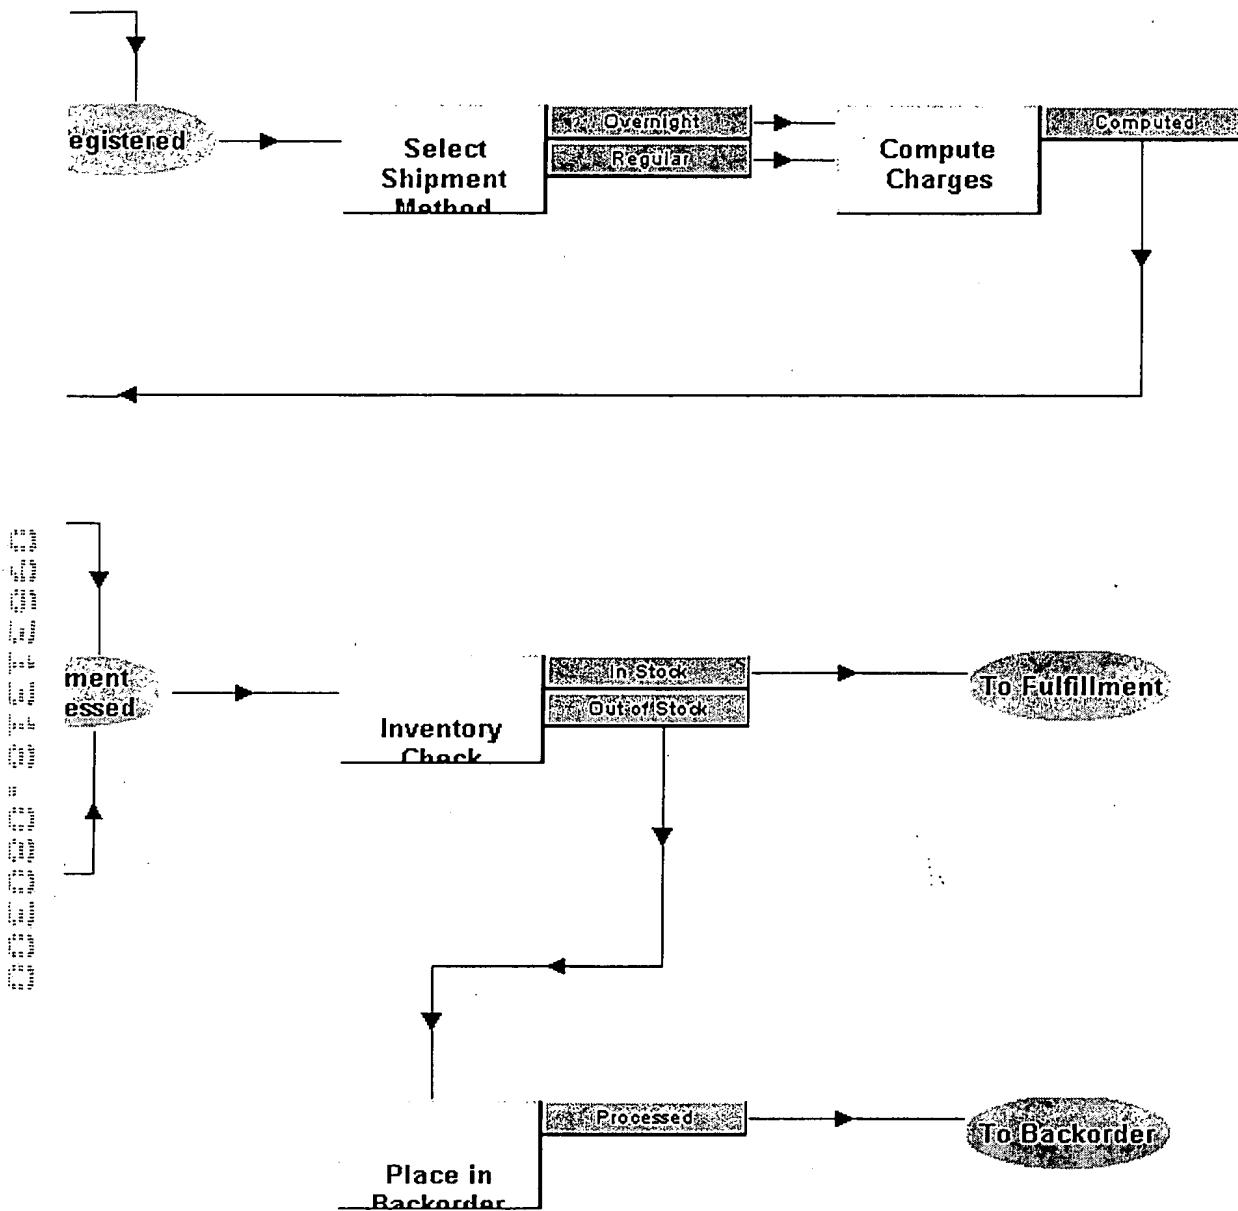 egistered
Select
Shipment
Method
Overnight
Regular
Compute
Charges
Computed
ment
essed
Inventory
Check
In Stock
Out of Stock
To Fulfillment
Place in
Backorder
Processed
To Backorder